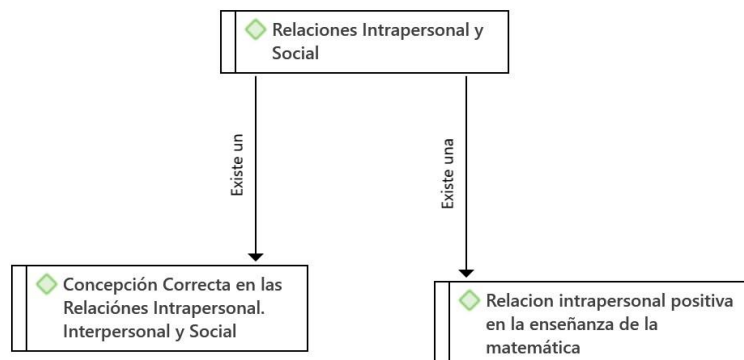 Relaciones Intrapersonal y
Social
Existe un
Existe una
Concepción Correcta en las
Relaciónes Intrapersonal.
Interpersonal y Social
Relacion intrapersonal positiva
en la enseñanza de la
matemática